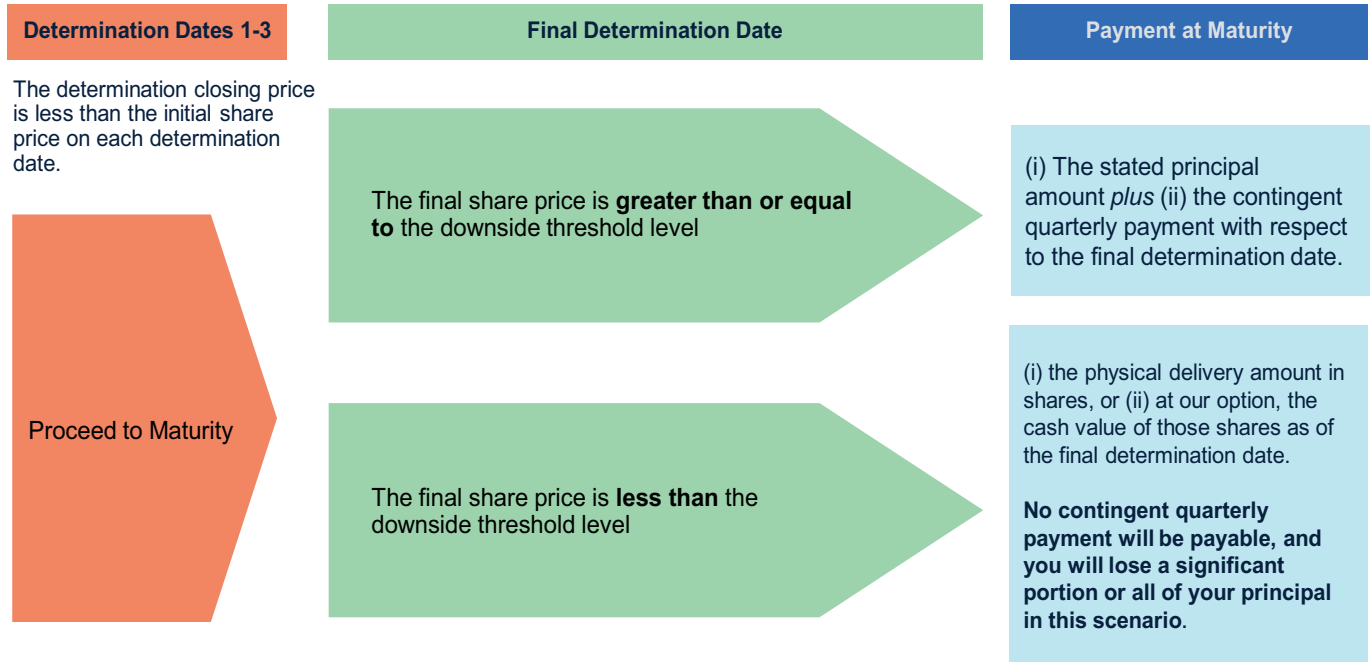 Determination Dates 1-3
Final Determination Date
Payment at Maturity
The determination closing price
is less than the initial share
price on each determination
date.
Proceed to Maturity
The final share price is greater than or equal
to the downside threshold level
(i) The stated principal
amount plus (ii) the contingent
quarterly payment with respect
to the final determination date.
The final share price is less than the
downside threshold level
(i) the physical delivery amount in
shares, or (ii) at our option, the
cash value of those shares as of
the final determination date.
No contingent quarterly
payment will be payable, and
you will lose a significant
portion or all of your principal
in this scenario.